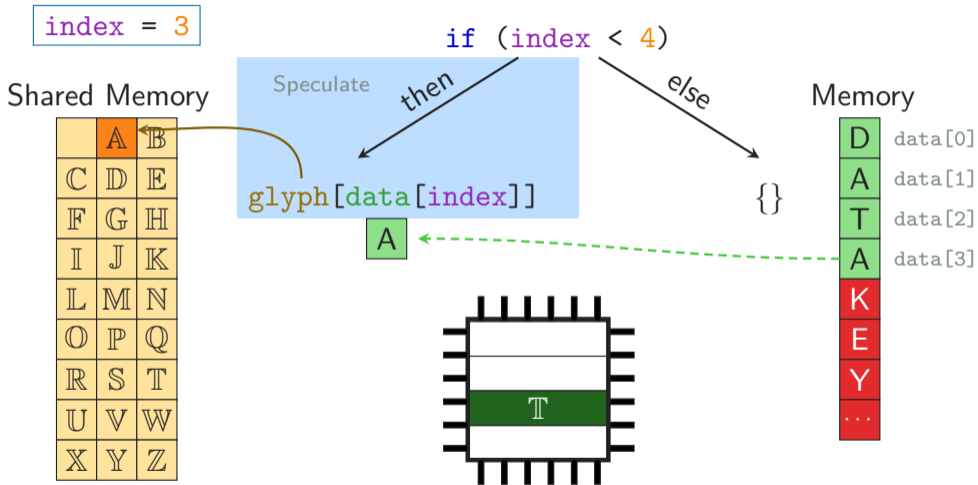 index = 3
if (index < 4)
Speculate
then
else
Shared Memory
Memory
𝔸 𝔹
ℂ 𝔻 𝔼
𝔽 𝔾 ℍ
𝕀 𝕁 𝕂
𝕃 𝕄 ℕ
𝕆 ℙ ℚ
ℝ 𝕊 𝕋
𝕌 𝕍 𝕎
𝕏 𝕐 ℤ
glyph[data[index]]
{}
A
D data[0]
A data[1]
T data[2]
A data[3]
K
E
Y
...
𝕋